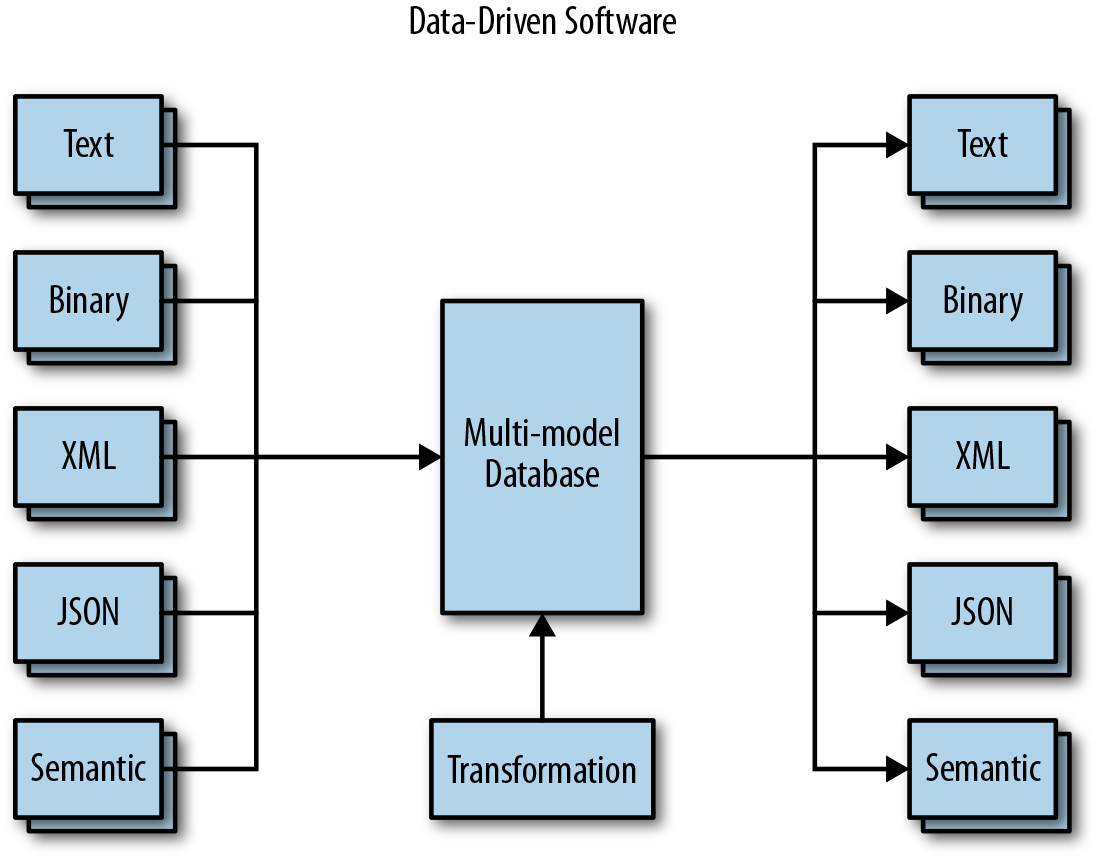 Data-Driven Software
Text
Binary
XML
JSON
Semantic
Multi-model
Database
Transformation
Text
Binary
XML
JSON
Semantic